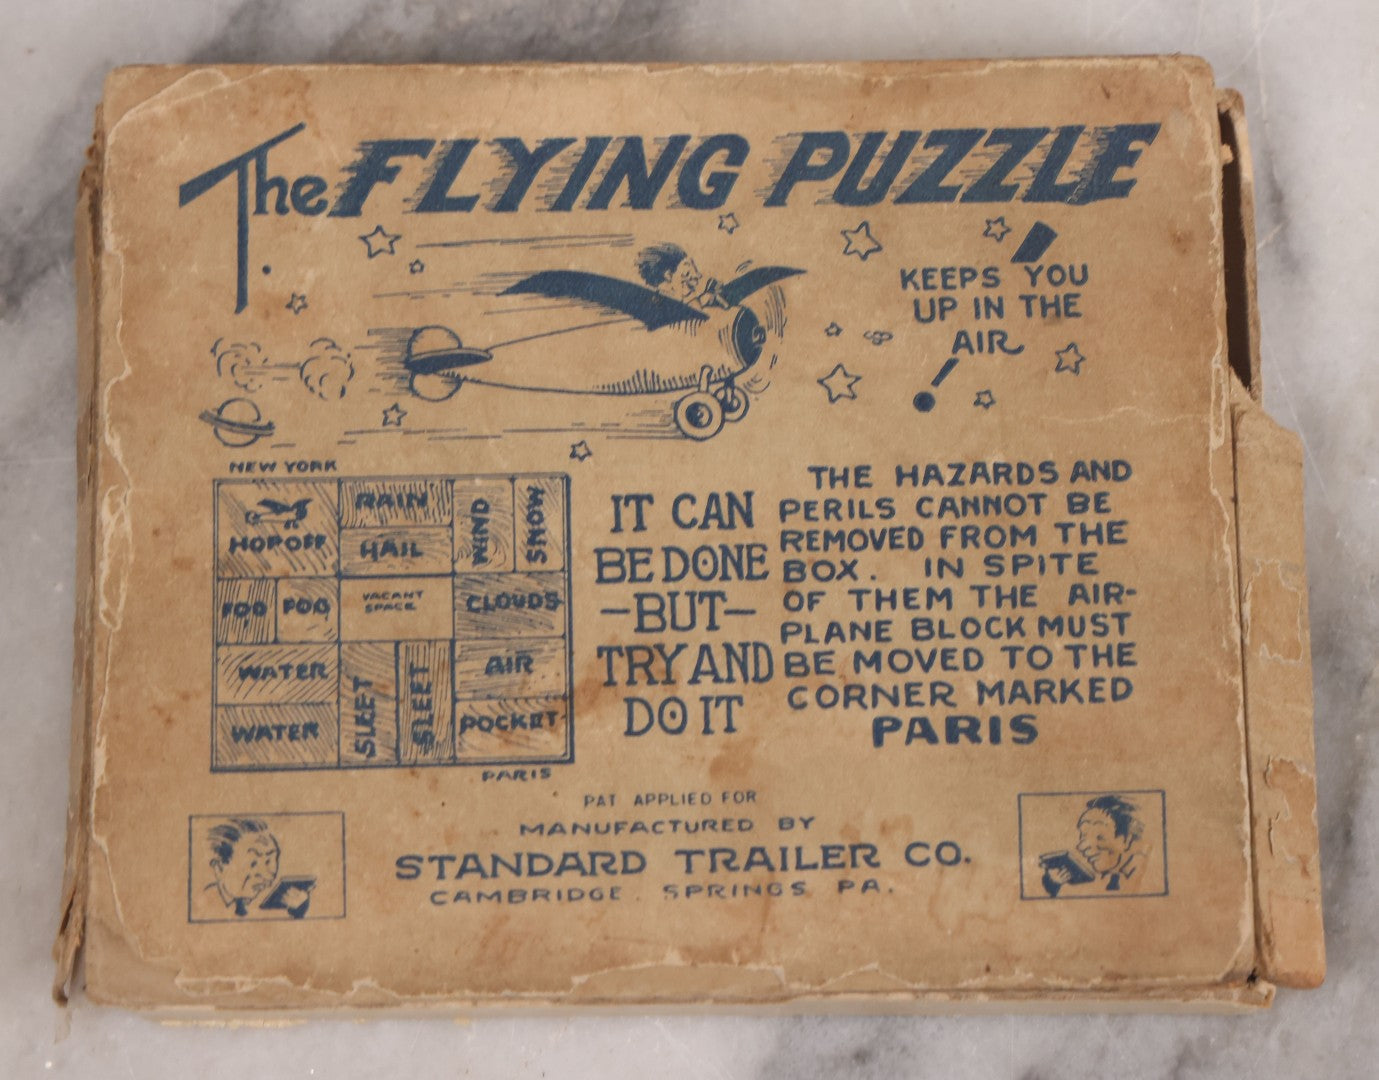 The FLYING PUZZLE
KEEPS YOU
UP IN THE
AIR
NEW YORK
HOP OFF
RAIN
HAIL
WIND
SNOW
FOG
FOG
VACANT
SPACE
CLOUDS
WATER
WATER
SLEET
SLEET
AIR
POCKET
PARIS
IT CAN
BE DONE
—BUT—
TRY AND
DO IT
THE HAZARDS AND
PERILS CANNOT BE
REMOVED FROM THE
BOX. IN SPITE
OF THEM THE AIR-
PLANE BLOCK MUST
BE MOVED TO THE
CORNER MARKED
PARIS
PAT APPLIED FOR
MANUFACTURED BY
STANDARD TRAILER CO.
CAMBRIDGE. SPRINGS PA.